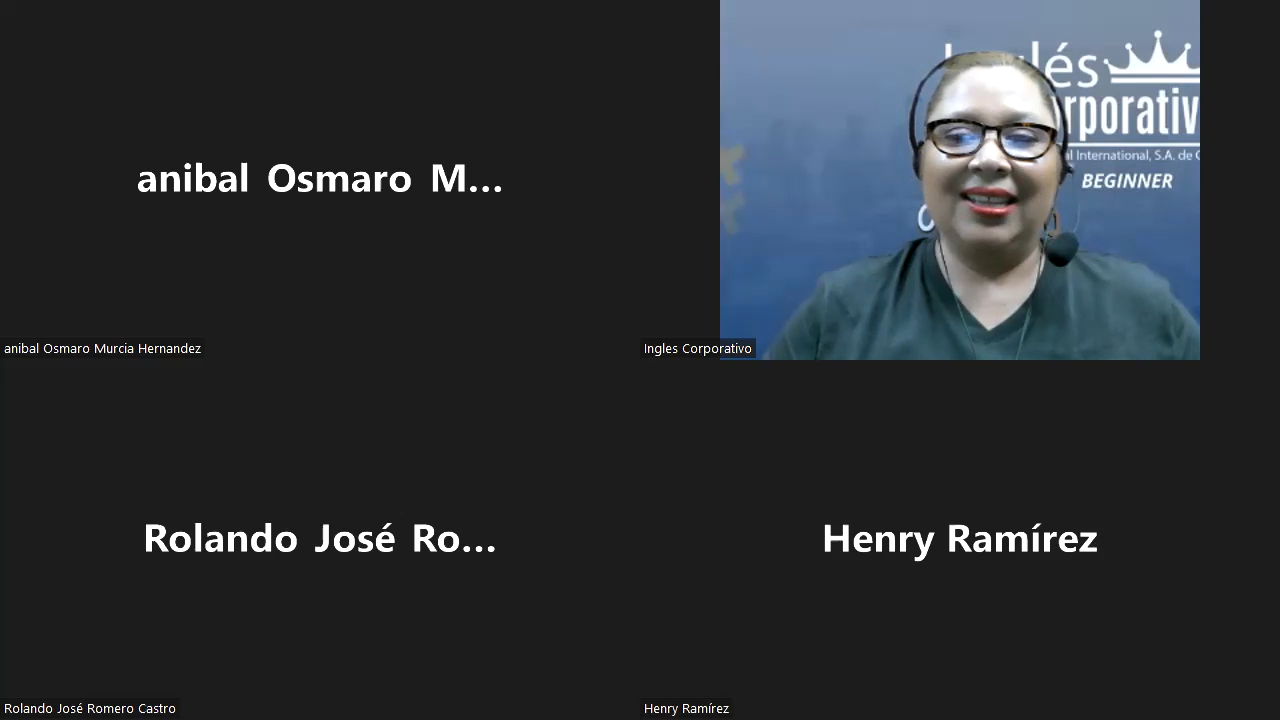 anibal Osmaro M...
anibal Osmaro Murcia Hernandez
BEGINNER
Ingles Corporativo
Rolando José Ro...
Rolando José Romero Castro
Henry Ramírez
Henry Ramírez